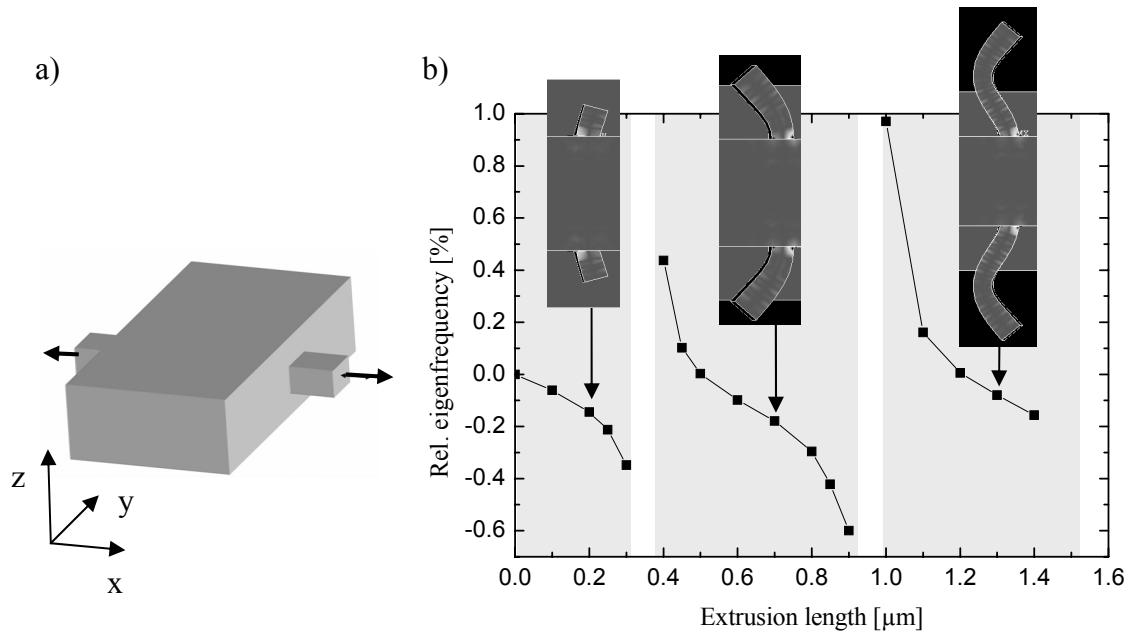 a)
z
y
x
b)
Rel. eigenfrequency [%]
1.0
0.8
0.6
0.4
0.2
0.0
-0.2
-0.4
-0.6
0.0 0.2 0.4 0.6 0.8 1.0 1.2 1.4 1.6
Extrusion length [µm]
MX